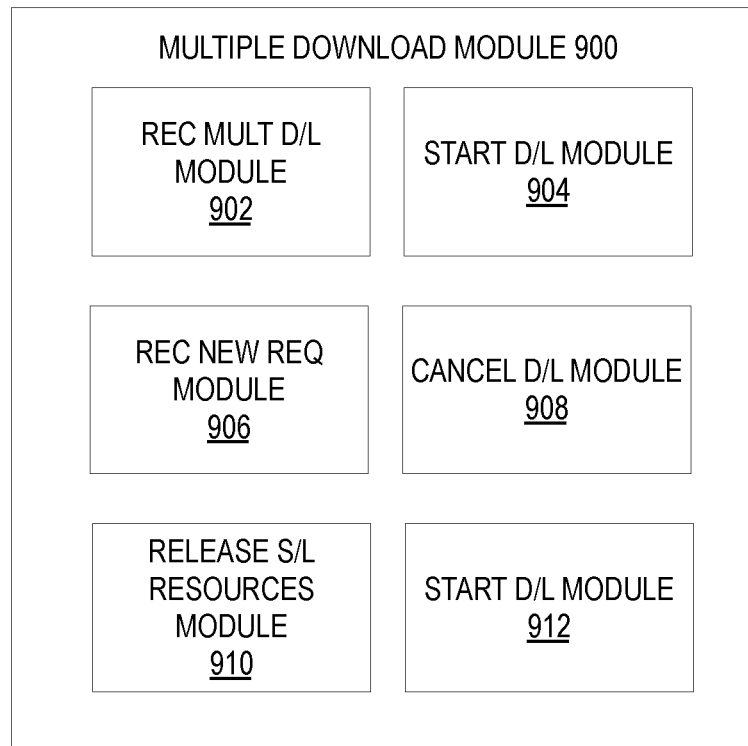 MULTIPLE DOWNLOAD MODULE 900
REC MULT D/L
MODULE
902
START D/L MODULE
904
REC NEW REQ
MODULE
906
CANCEL D/L MODULE
908
RELEASE S/L
RESOURCES
MODULE
910
START D/L MODULE
912